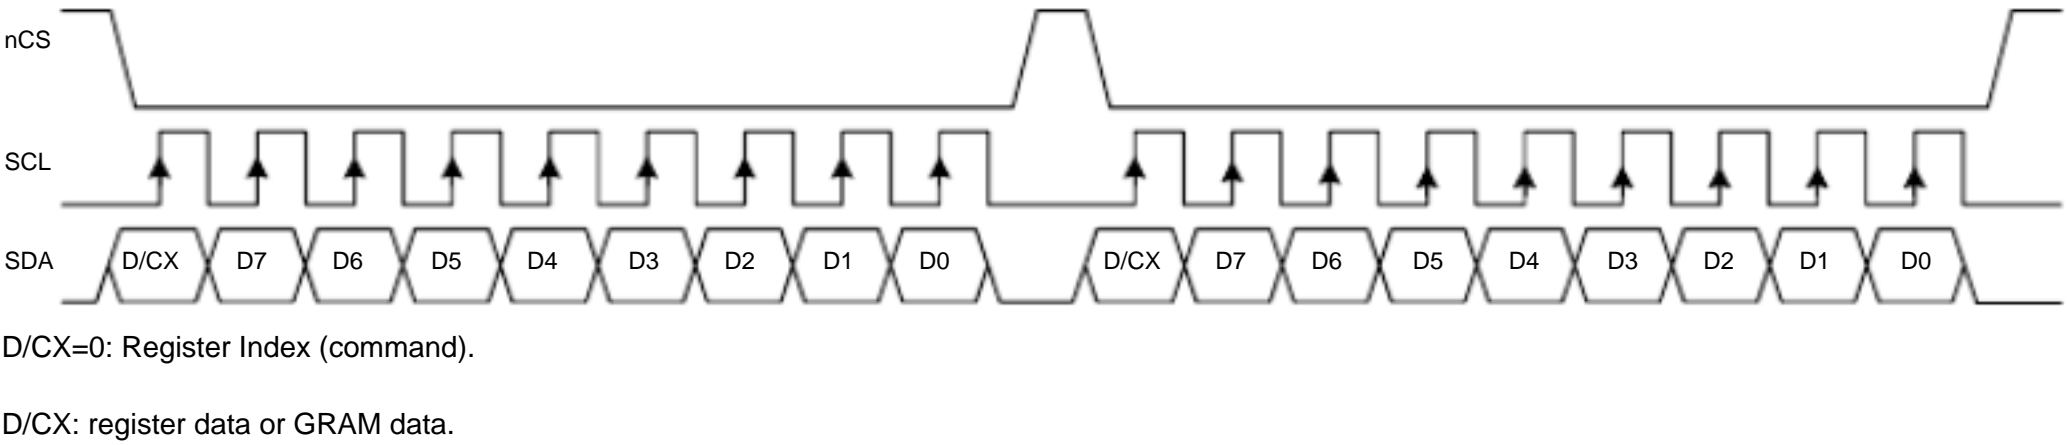 nCS
SCL
SDA D/CX D7 D6 D5 D4 D3 D2 D1 D0 D/CX D7 D6 D5 D4 D3 D2 D1 D0
D/CX=0: Register Index (command).
D/CX: register data or GRAM data.